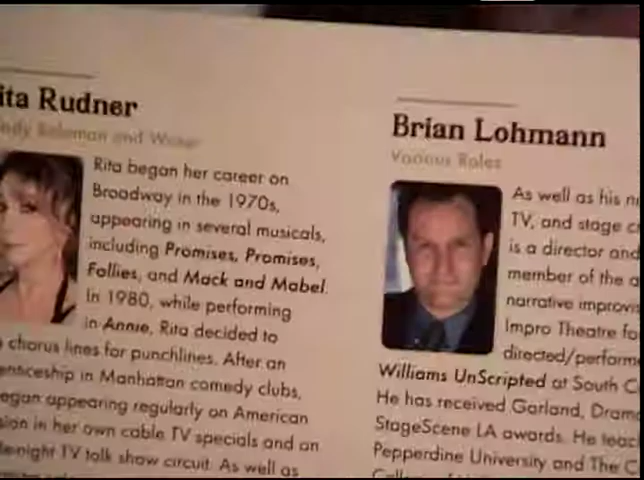 ita Rudner
and Writer
Rita began her career on
Broadway in the 1970s,
appearing in several musicals,
including Promises, Promises,
Follies, and Mack and Mabel.
In 1980, while performing
in Annie, Rita decided to
chorus lines for punchlines. After an
enticeship in Manhattan comedy clubs,
egan appearing regularly on American
sion in her own cable TV specials and on
TV talk show circuit. As well as
Brian Lohmann
Various Roles
As well as his
TV, and stage
is a director and
member of the
narrative improvis
Impro Theatre fo
directed/performe
Williams UnScripted at South C
He has received Garland, Drama
StageScene LA awards. He teac
Pepperdine University and The C